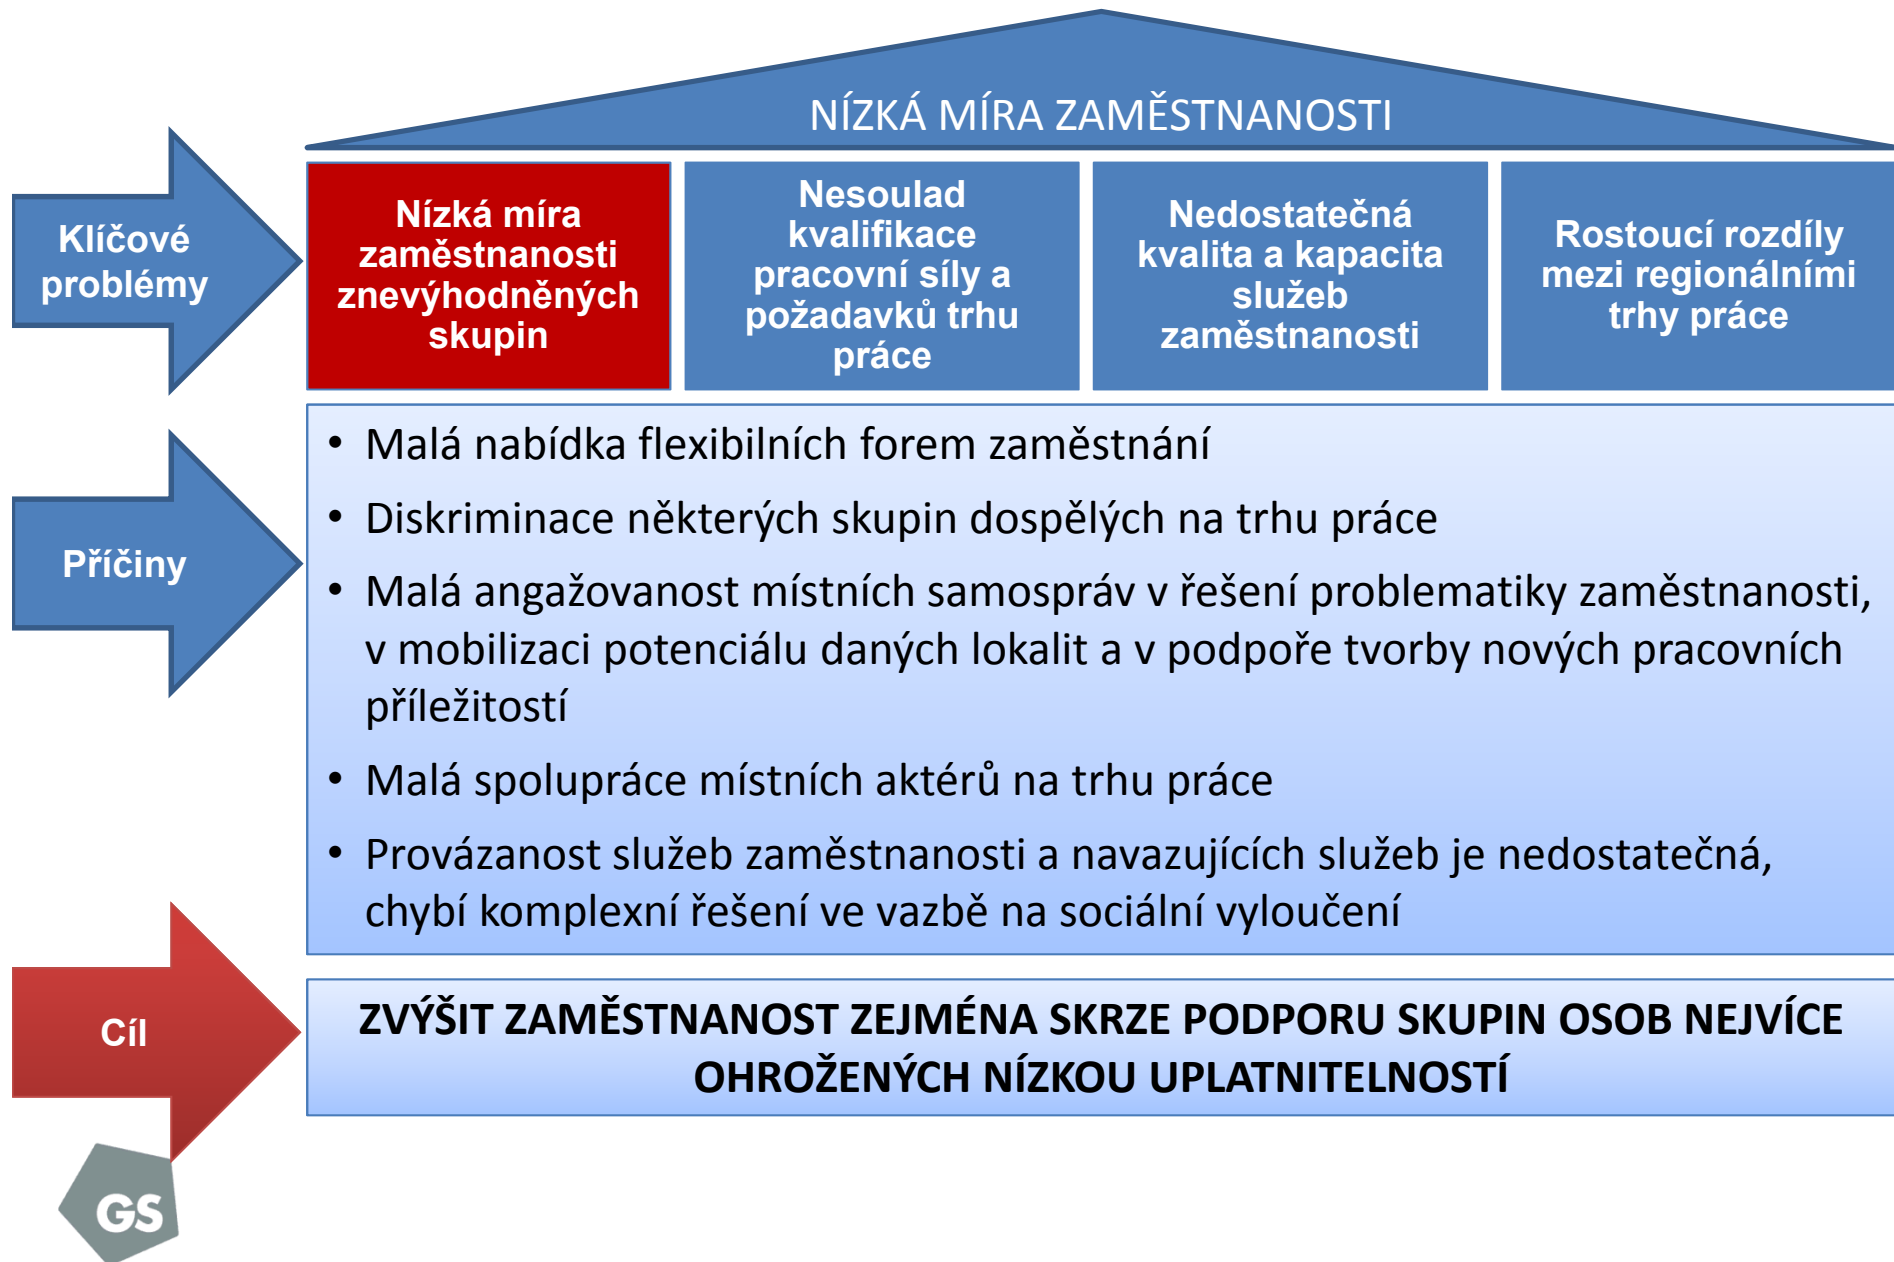 NÍZKÁ MÍRA ZAMĚSTNANOSTI
Klíčové
problémy
Nízká míra
zaměstnanosti
znevýhodněných
skupin
Nesoulad
kvalifikace
pracovní síly a
požadavků trhu
práce
Nedostatečná
kvalita a kapacita
služeb
zaměstnanosti
Rostoucí rozdíly
mezi regionálními
trhy práce
Příčiny
• Malá nabídka flexibilních forem zaměstnání
• Diskriminace některých skupin dospělých na trhu práce
• Malá angažovanost místních samospráv v řešení problematiky zaměstnanosti,
v mobilizaci potenciálu daných lokalit a v podpoře tvorby nových pracovních
příležitostí
• Malá spolupráce místních aktérů na trhu práce
• Provázanost služeb zaměstnanosti a navazujících služeb je nedostatečná,
chybí komplexní řešení ve vazbě na sociální vyloučení
Cíl
ZVÝŠIT ZAMĚSTNANOST ZEJMÉNA SKRZE PODPORU SKUPIN OSOB NEJVÍCE
OHROŽENÝCH NÍZKOU UPLATNITELNOSTÍ
GS